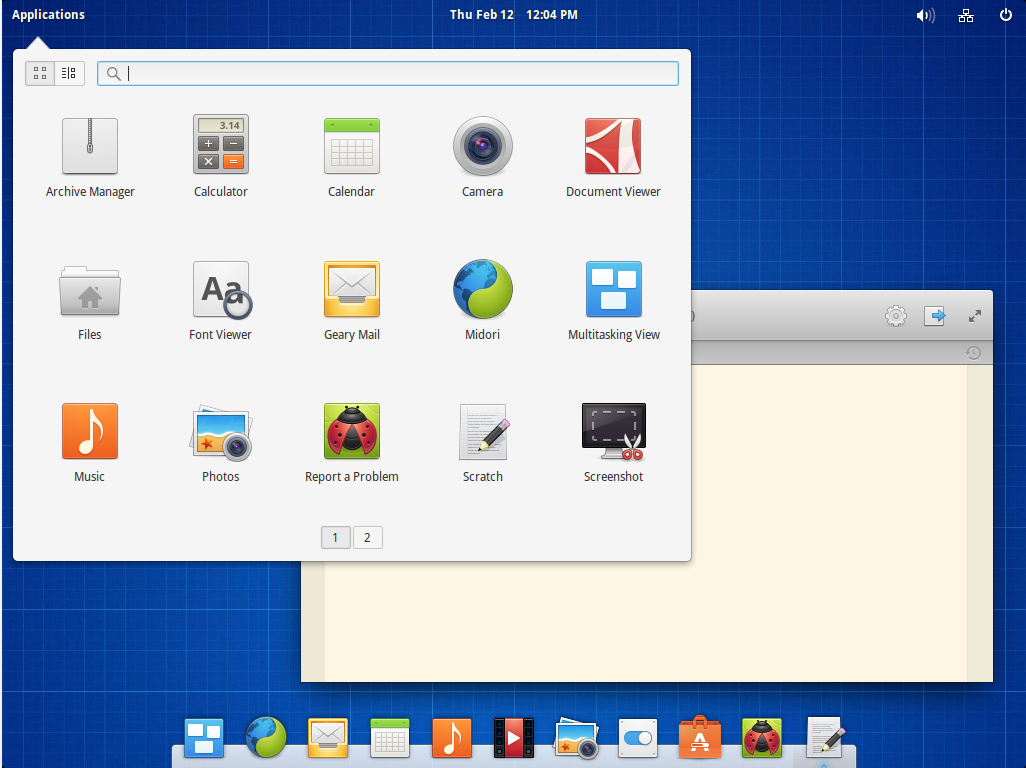 Applications
Thu Feb 12 12:04 PM
3.14
Archive Manager
Calculator
Calendar
Camera
Document Viewer
Aa
Files
Font Viewer
Geary Mail
Midori
Multitasking View
)
Music
Photos
Report a Problem
Scratch
Screenshot
1
2